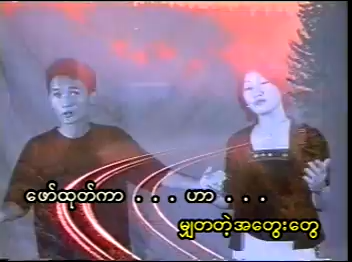 ဖော်ထုတ်ကာ . . . ဟာ . . .
မျှတတဲ့အတွေးတွေ